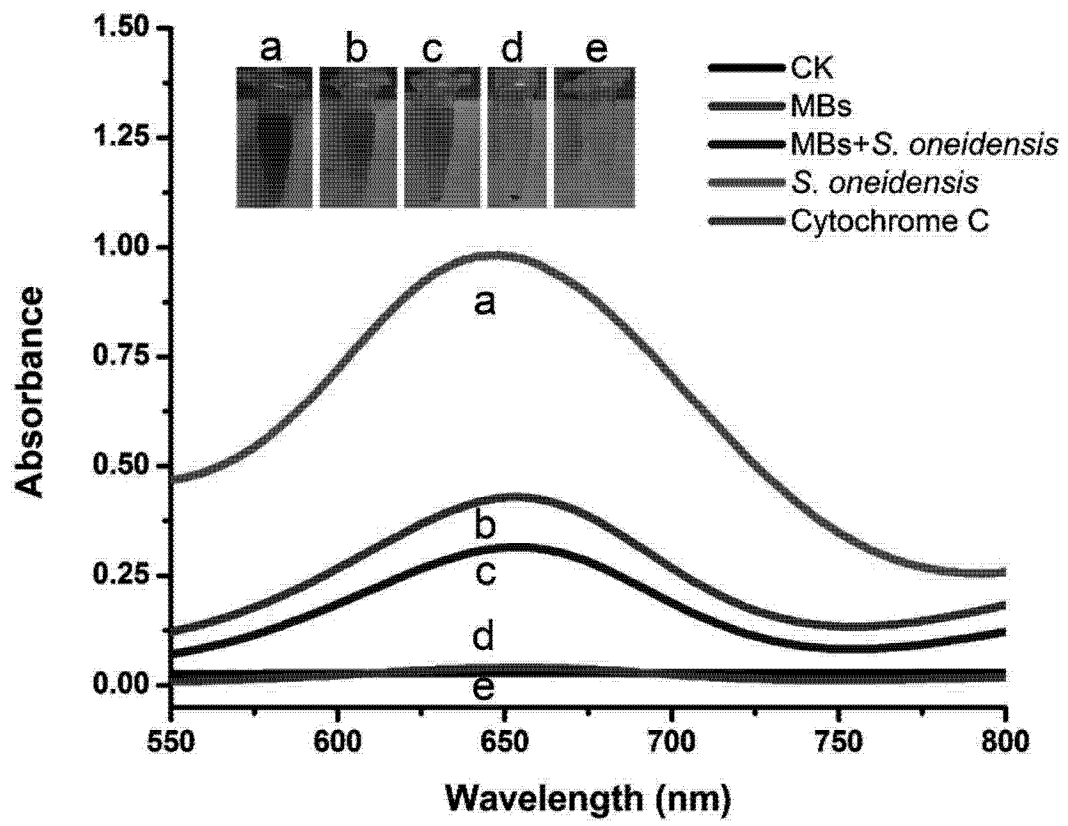 1.50
1.25
1.00
0.75
0.50
0.25
0.00
Absorbance
a b c d e
CK
MBs
MBs+S. oneidensis
S. oneidensis
Cytochrome C
a
b
c
d
e
550 600 650 700 750 800
Wavelength (nm)